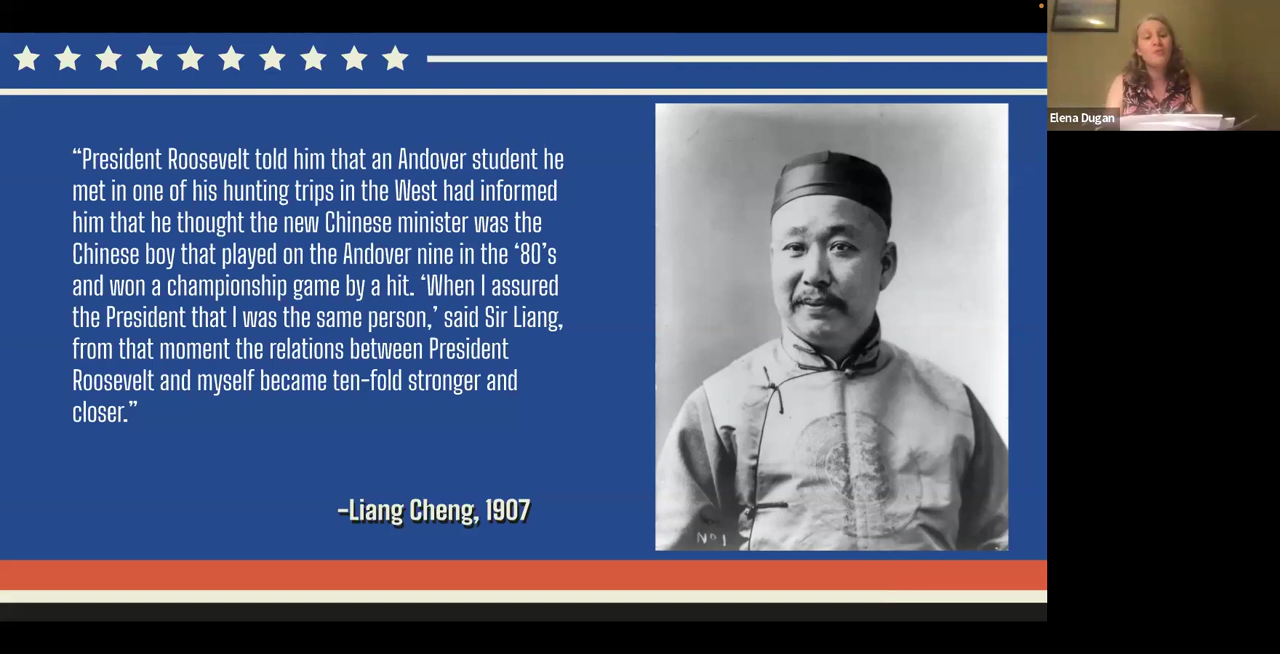 “President Roosevelt told him that an Andover student he
met in one of his hunting trips in the West had informed
him that he thought the new Chinese minister was the
Chinese boy that played on the Andover nine in the ‘80’s
and won a championship game by a hit. ‘When I assured
the President that I was the same person,’ said Sir Liang,
from that moment the relations between President
Roosevelt and myself became ten-fold stronger and
closer.”
-Liang Cheng, 1907
Nº 1
Elena Dugan